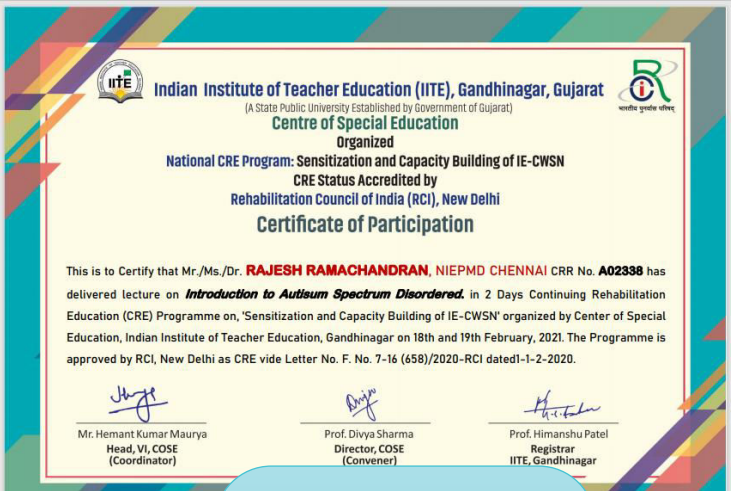 IITE
Indian Institute of Teacher Education (IITE), Gandhinagar, Gujarat
(A State Public University Established by Government of Gujarat)
भारतीय पुनर्वास परिषद्
Centre of Special Education
Organized
National CRE Program: Sensitization and Capacity Building of IE-CWSN
CRE Status Accredited by
Rehabilitation Council of India (RCI), New Delhi
Certificate of Participation
This is to Certify that Mr./Ms./Dr. RAJESH RAMACHANDRAN, NIEPMD CHENNAI CRR No. A02338 has
delivered lecture on Introduction to Autisum Spectrum Disordered. in 2 Days Continuing Rehabilitation
Education (CRE) Programme on, 'Sensitization and Capacity Building of IE-CWSN' organized by Center of Special
Education, Indian Institute of Teacher Education, Gandhinagar on 18th and 19th February, 2021. The Programme is
approved by RCI, New Delhi as CRE vide Letter No. F. No. 7-16 (658)/2020-RCI dated1-1-2-2020.
Mr. Hemant Kumar Maurya
Head, VI, COSE
(Coordinator)
Prof. Divya Sharma
Director, COSE
(Convener)
Prof. Himanshu Patel
Registrar
IITE, Gandhinagar